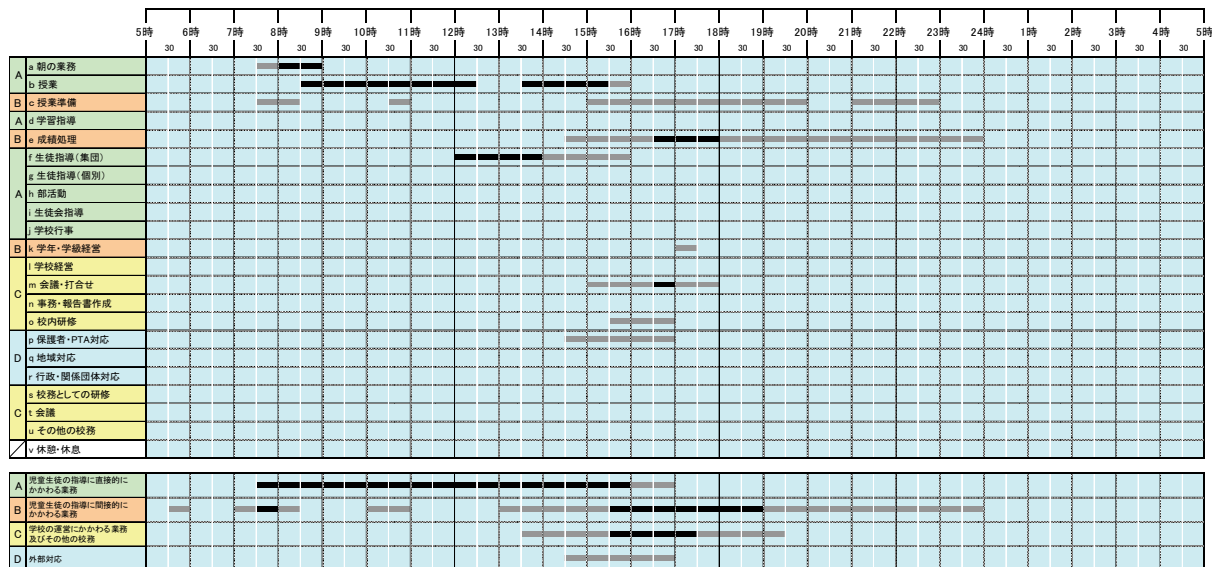 5時 6時 7時 8時 9時 10時 11時 12時 13時 14時 15時 16時 17時 18時 19時 20時 21時 22時 23時 24時 1時 2時 3時 4時 5時
30 30 30 30 30 30 30 30 30 30 30 30 30 30 30 30 30 30 30 30 30 30 30 30
A
a 朝の業務
b 授業
B c 授業準備
A d 学習指導
B e 成績処理
A
f 生徒指導(集団)
g 生徒指導(個別)
h 部活動
i 生徒会指導
j 学校行事
B k 学年・学級経営
C
l 学校経営
m 会議・打合せ
n 事務・報告書作成
o 校内研修
D
p 保護者・PTA対応
q 地域対応
r 行政・関係団体対応
C
s 校務としての研修
t 会議
u その他の校務
v 休憩・休息
A 児童生徒の指導に直接的に
かかわる業務
B 児童生徒の指導に間接的に
かかわる業務
C 学校の運営にかかわる業務
及びその他の校務
D 外部対応